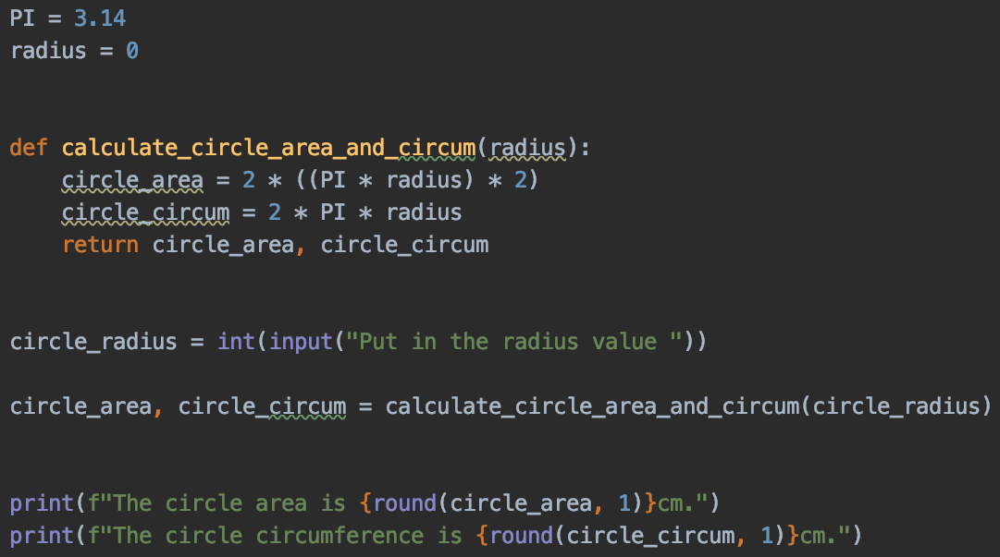 PI = 3.14
radius = 0
def calculate_circle_area_and_circum(radius):
    circle_area = 2 * ((PI * radius) * 2)
    circle_circum = 2 * PI * radius
    return circle_area, circle_circum
circle_radius = int(input("Put in the radius value "))
circle_area, circle_circum = calculate_circle_area_and_circum(circle_radius)
print(f"The circle area is {round(circle_area, 1)}cm.")
print(f"The circle circumference is {round(circle_circum, 1)}cm.")